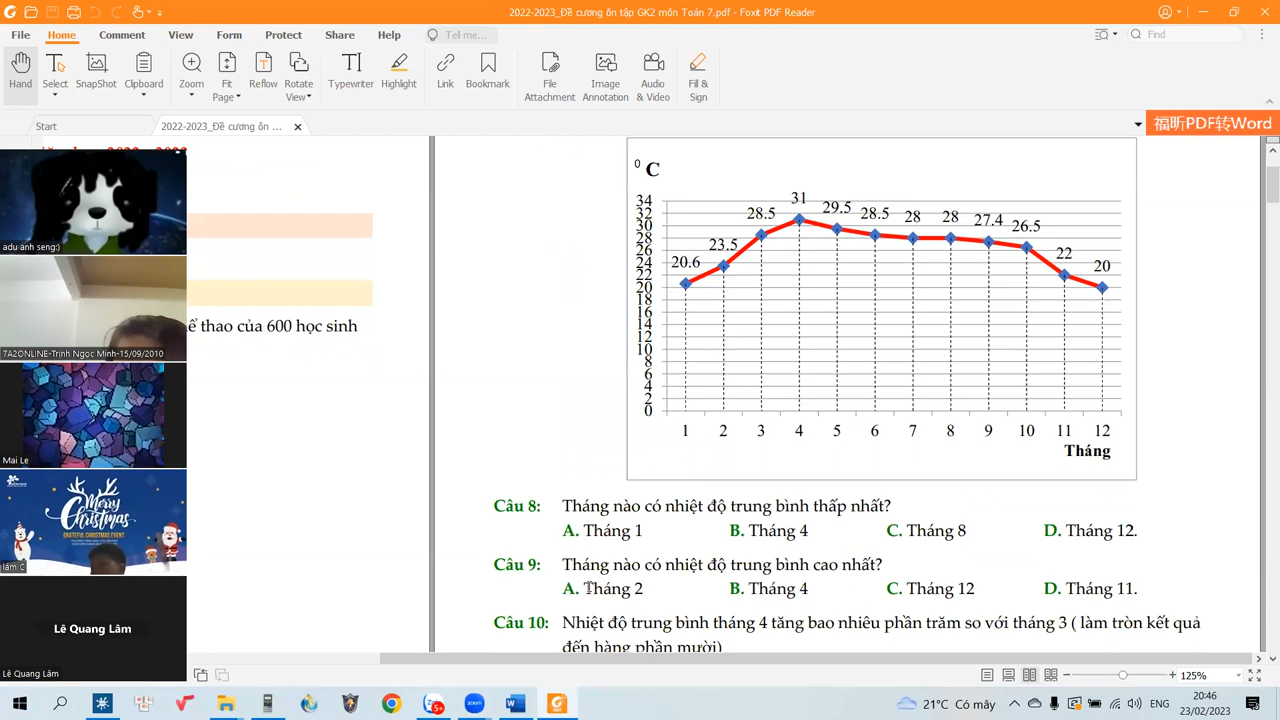 2022-2023_Đề cương ôn tập GK2 môn Toán 7.pdf - Foxit PDF Reader
File Home Comment View Form Protect Share Help Tell me... Find
Hand Select SnapShot Clipboard Zoom Fit Page Reflow Rotate View Typewriter Highlight Link Bookmark File Attachment Image Annotation Audio & Video Fill & Sign
Start 2022-2023_Đề cương ôn ... 福昕PDF转Word
adu anh seng:)
7A2ONLINE-Trịnh Ngọc Minh-15/09/2010
Mai Le
Merry Christmas
GRATEFUL CHRISTMAS EVENT
lâm C
Lê Quang Lâm
Lê Quang Lâm
thể thao của 600 học sinh
0 C
34
32
30
28
26
24
22
20
18
16
14
12
10
8
6
4
2
0
20.6 23.5 28.5 31 29.5 28.5 28 28 27.4 26.5 22 20
1 2 3 4 5 6 7 8 9 10 11 12
Tháng
Câu 8: Tháng nào có nhiệt độ trung bình thấp nhất?
A. Tháng 1 B. Tháng 4 C. Tháng 8 D. Tháng 12.
Câu 9: Tháng nào có nhiệt độ trung bình cao nhất?
A. Tháng 2 B. Tháng 4 C. Tháng 12 D. Tháng 11.
Câu 10: Nhiệt độ trung bình tháng 4 tăng bao nhiêu phần trăm so với tháng 3 ( làm tròn kết quả
đến hàng phần mười)
125%
21°C Có mây ENG 20:46
23/02/2023